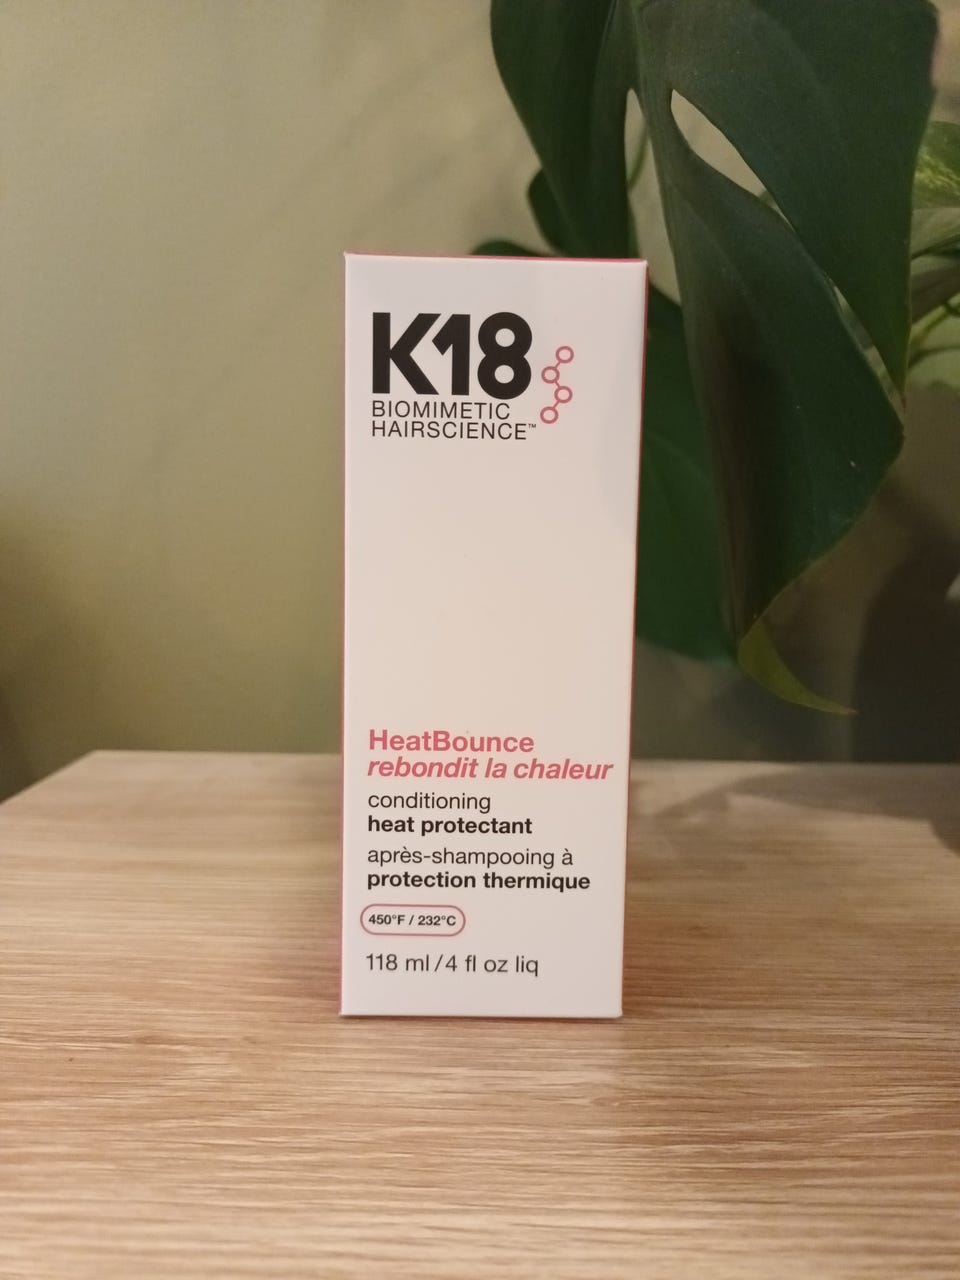 K18
BIOMIMETIC
HAIRSCIENCE™
HeatBounce
rebondit la chaleur
conditioning
heat protectant
après-shampooing à
protection thermique
450°F / 232°C
118 ml / 4 fl oz liq